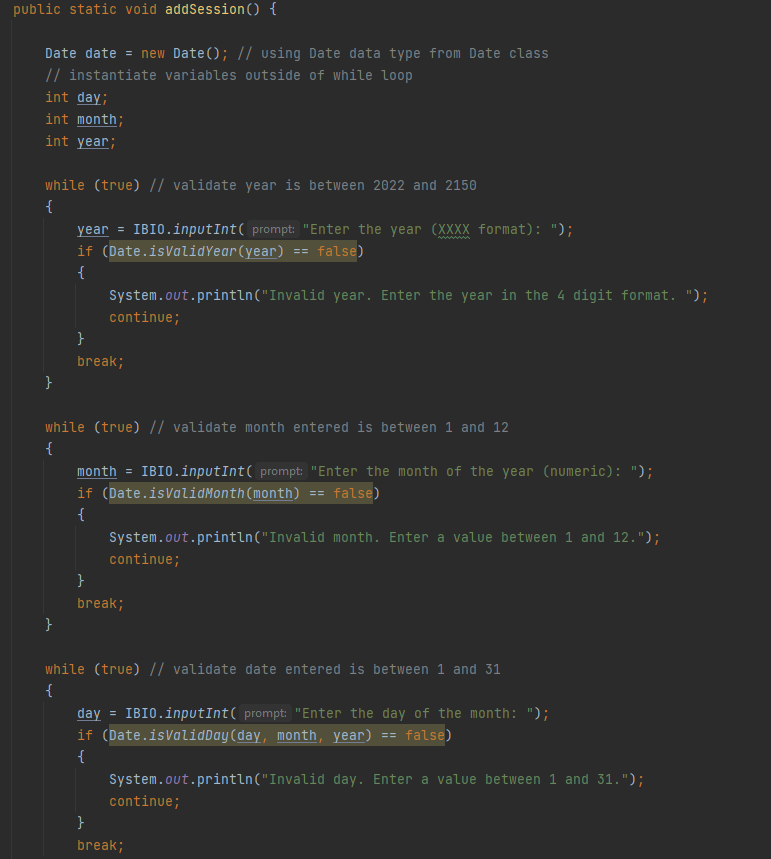 public static void addSession() {
Date date = new Date(); // using Date data type from Date class
// instantiate variables outside of while loop
int day;
int month;
int year;
while (true) // validate year is between 2022 and 2150
{
year = IBIO.inputInt( prompt: "Enter the year (XXXX format): ");
if (Date.isValidYear(year) == false)
{
System.out.println("Invalid year. Enter the year in the 4 digit format. ");
continue;
}
break;
}
while (true) // validate month entered is between 1 and 12
{
month = IBIO.inputInt( prompt: "Enter the month of the year (numeric): ");
if (Date.isValidMonth(month) == false)
{
System.out.println("Invalid month. Enter a value between 1 and 12.");
continue;
}
break;
}
while (true) // validate date entered is between 1 and 31
{
day = IBIO.inputInt( prompt: "Enter the day of the month: ");
if (Date.isValidDay(day, month, year) == false)
{
System.out.println("Invalid day. Enter a value between 1 and 31.");
continue;
}
break;